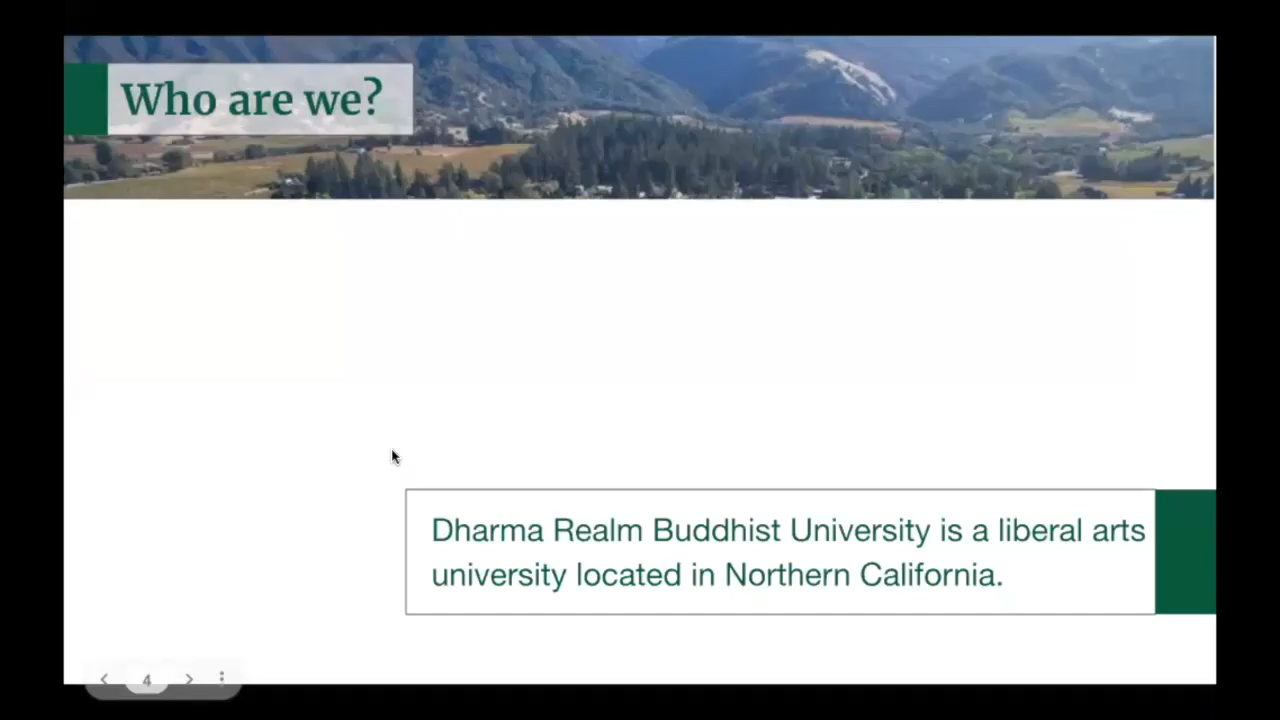 Who are we?
Dharma Realm Buddhist University is a liberal arts
university located in Northern California.
4